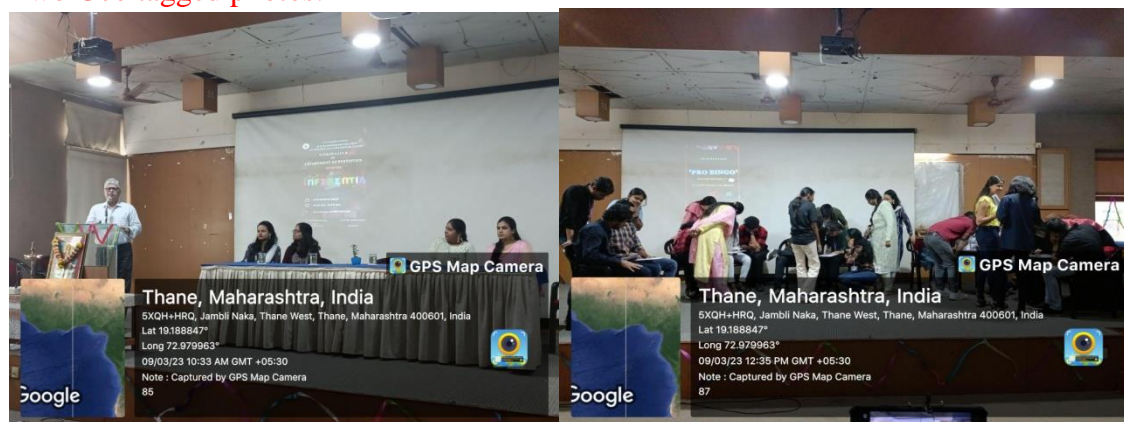 Two Geo tagged photos:
INFERENTIA
GPS Map Camera
Thane, Maharashtra, India
5XQH+HRQ, Jambli Naka, Thane West, Thane, Maharashtra 400601, India
Lat 19.188847°
Long 72.979963°
09/03/23 10:33 AM GMT +05:30
Note : Captured by GPS Map Camera
85
Google
"PRO BINGO"
GPS Map Camera
Thane, Maharashtra, India
5XQH+HRQ, Jambli Naka, Thane West, Thane, Maharashtra 400601, India
Lat 19.188847°
Long 72.979963°
09/03/23 12:35 PM GMT +05:30
Note : Captured by GPS Map Camera
87
Google